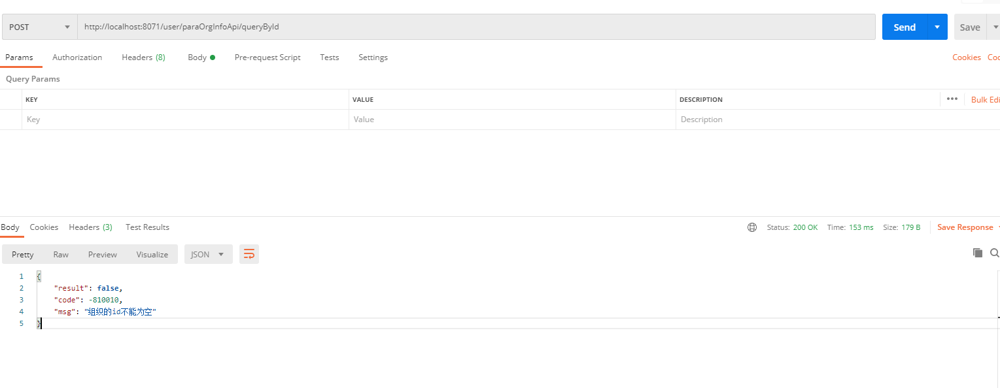 POST http://localhost:8071/user/paraOrgInfoApi/queryById Send Save
Params Authorization Headers (8) Body Pre-request Script Tests Settings Cookies
Query Params
KEY VALUE DESCRIPTION ••• Bulk Edi
Key Value Description
Body Cookies Headers (3) Test Results Status: 200 OK Time: 153 ms Size: 179 B Save Response
Pretty Raw Preview Visualize JSON
1 {
2 "result": false,
3 "code": -810010,
4 "msg": "组织的id不能为空"
5 }